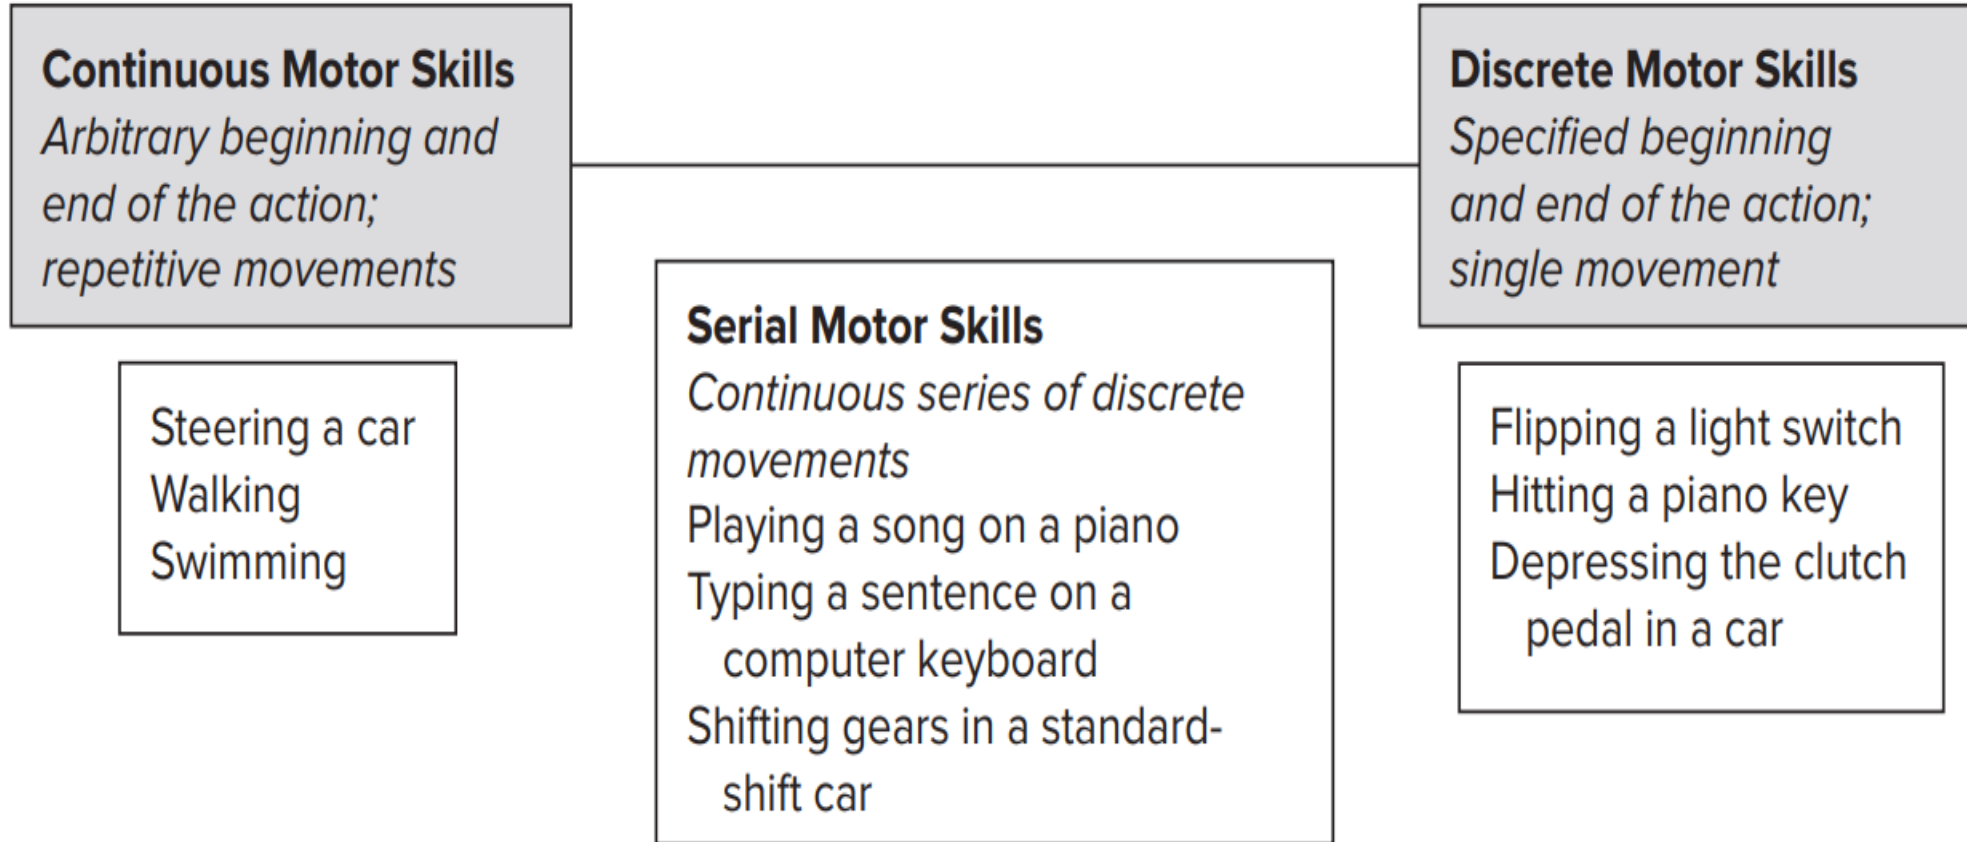 Continuous Motor Skills
Arbitrary beginning and
end of the action;
repetitive movements
Steering a car
Walking
Swimming
Serial Motor Skills
Continuous series of discrete
movements
Playing a song on a piano
Typing a sentence on a
computer keyboard
Shifting gears in a standard-
shift car
Discrete Motor Skills
Specified beginning
and end of the action;
single movement
Flipping a light switch
Hitting a piano key
Depressing the clutch
pedal in a car